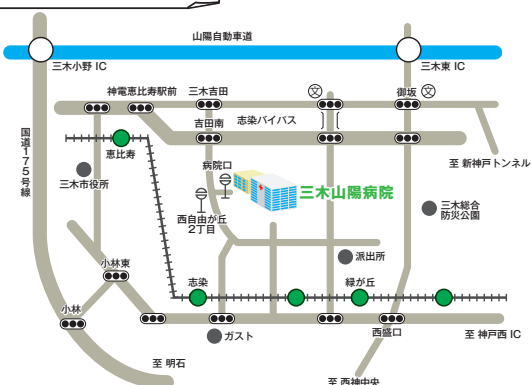 山陽自動車道
三木小野 IC
三木東 IC
神電恵比寿駅前
三木吉田
文
文
御坂
国道175号線
吉田南
志染バイパス
恵比寿
病院口
至 新神戸トンネル
三木市役所
三木山陽病院
西自由が丘
2丁目
三木総合
防災公園
派出所
小林東
志染
緑が丘
小林
ガスト
西盛口
至 神戸西 IC
至 明石
至 西神中央